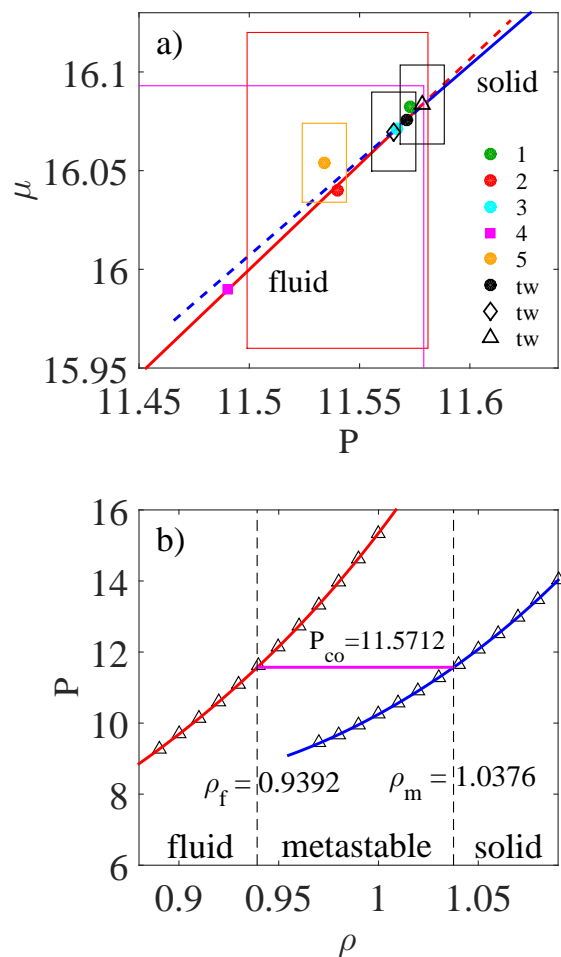 a)
16.1
16.05
16
15.95
μ
solid
fluid
1
2
3
4
5
tw
tw
tw
11.45
11.5
11.55
11.6
P
b)
16
14
12
10
8
6
P
P_co=11.5712
ρ_f = 0.9392
ρ_m = 1.0376
fluid
metastable
solid
0.9
0.95
1
1.05
ρ